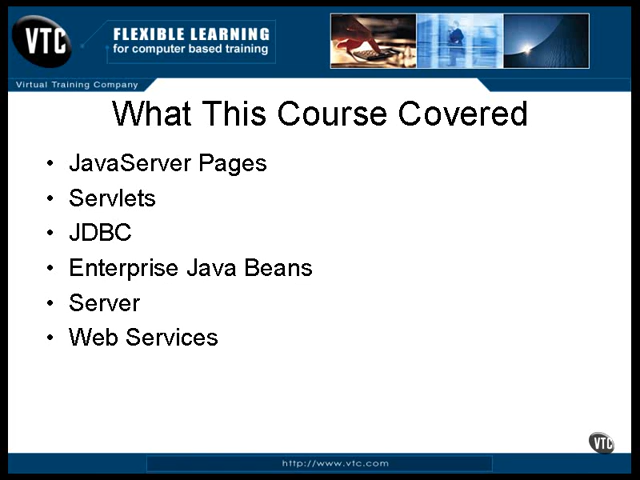 VTC
FLEXIBLE LEARNING
for computer based training
Virtual Training Company
What This Course Covered
• JavaServer Pages
• Servlets
• JDBC
• Enterprise Java Beans
• Server
• Web Services
VTC
http://www.vtc.com